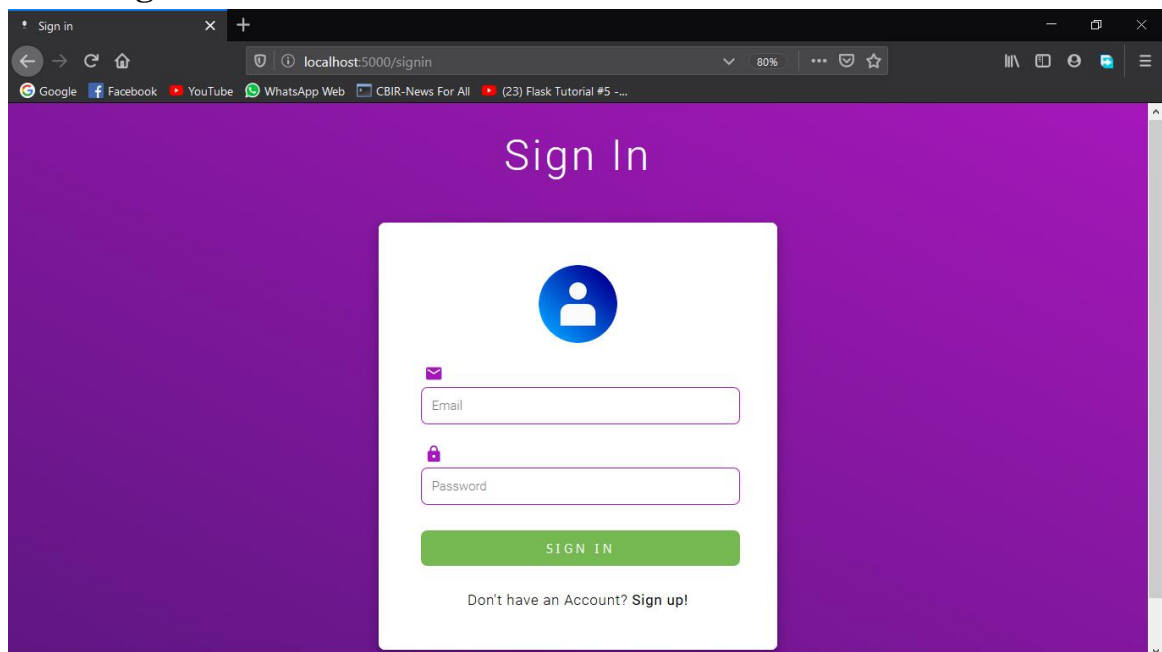 Sign in
localhost:5000/signin
80%
Google Facebook YouTube WhatsApp Web CBIR-News For All (23) Flask Tutorial #5 -...
Sign In
Email
Password
SIGN IN
Don't have an Account? Sign up!